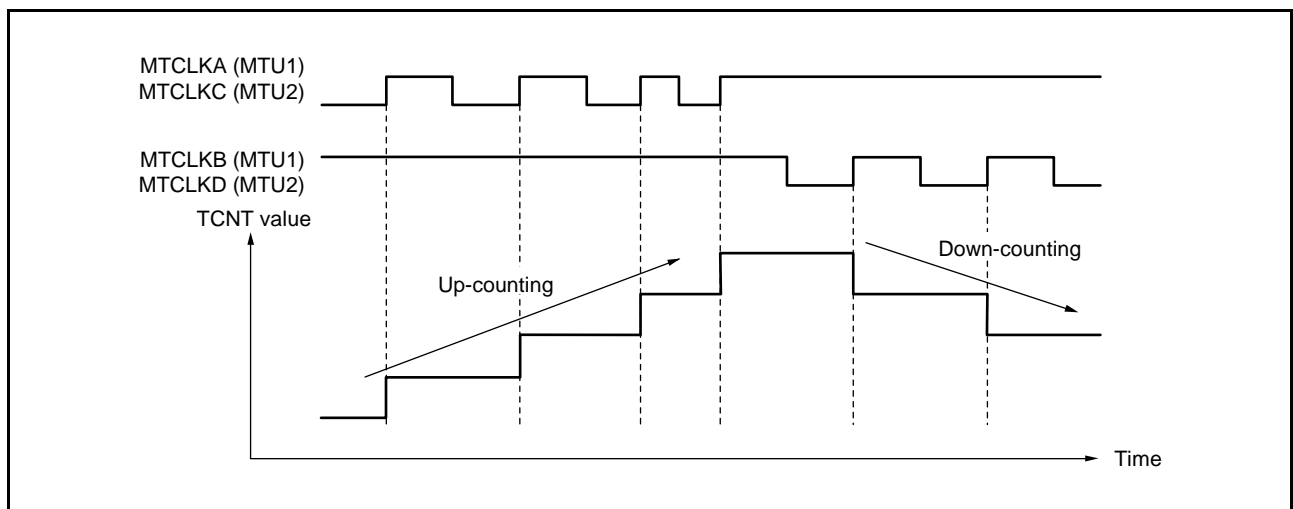 MTCLKA (MTU1)
MTCLKC (MTU2)
MTCLKB (MTU1)
MTCLKD (MTU2)
TCNT value
Down-counting
Up-counting
Time